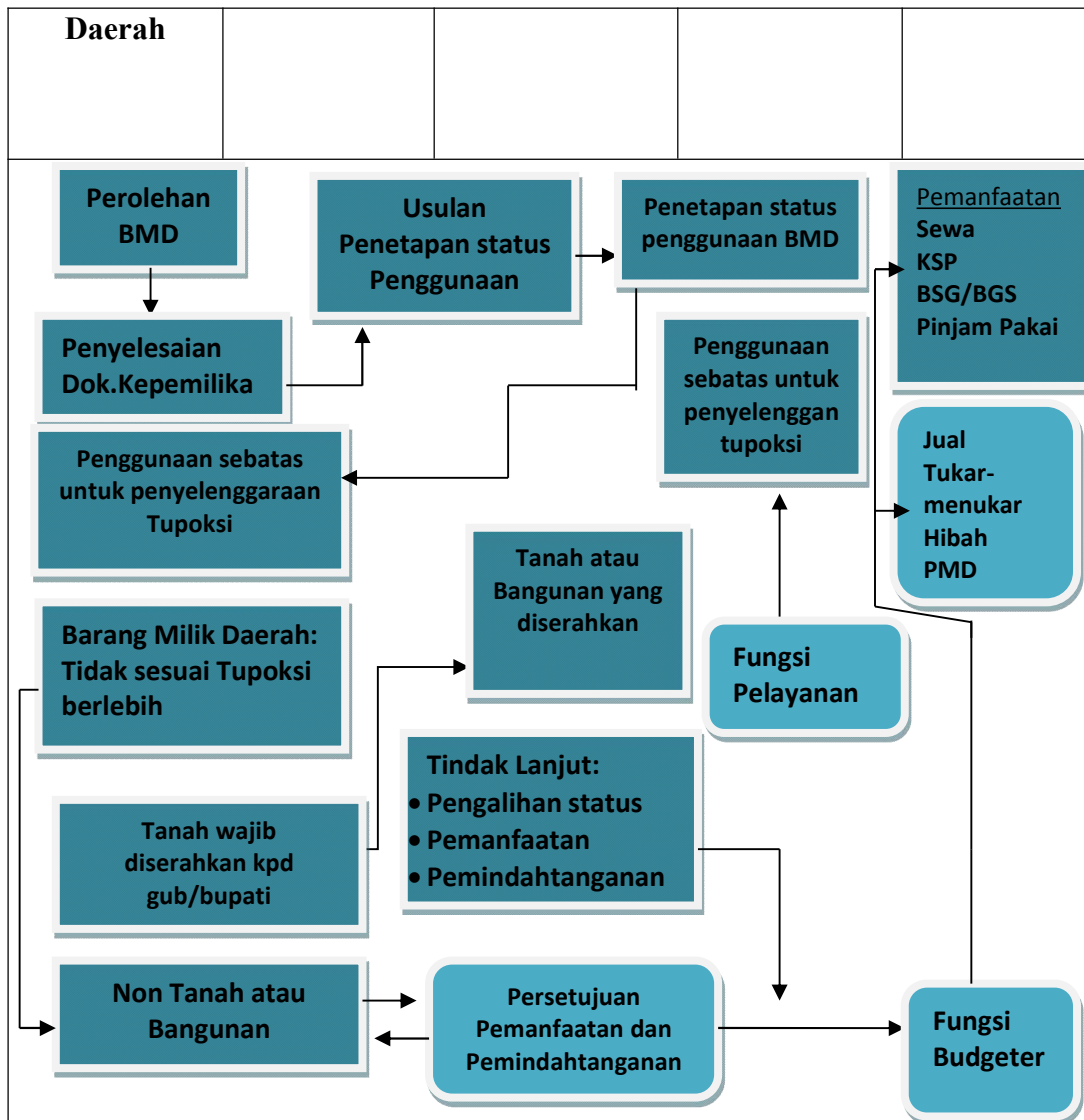 Daerah
Perolehan
BMD
Usulan
Penetapan status
Penggunaan
Penetapan status
penggunaan BMD
Pemanfaatan
Sewa
KSP
BSG/BGS
Pinjam Pakai
Penyelesaian
Dok.Kepemilika
Penggunaan
sebatas untuk
penyelenggan
tupoksi
Penggunaan sebatas
untuk penyelenggaraan
Tupoksi
Jual
Tukar-
menukar
Hibah
PMD
Tanah atau
Bangunan yang
diserahkan
Barang Milik Daerah:
Tidak sesuai Tupoksi
berlebih
Fungsi
Pelayanan
Tindak Lanjut:
• Pengalihan status
• Pemanfaatan
• Pemindahtanganan
Tanah wajib
diserahkan kpd
gub/bupati
Non Tanah atau
Bangunan
Persetujuan
Pemanfaatan dan
Pemindahtanganan
Fungsi
Budgeter